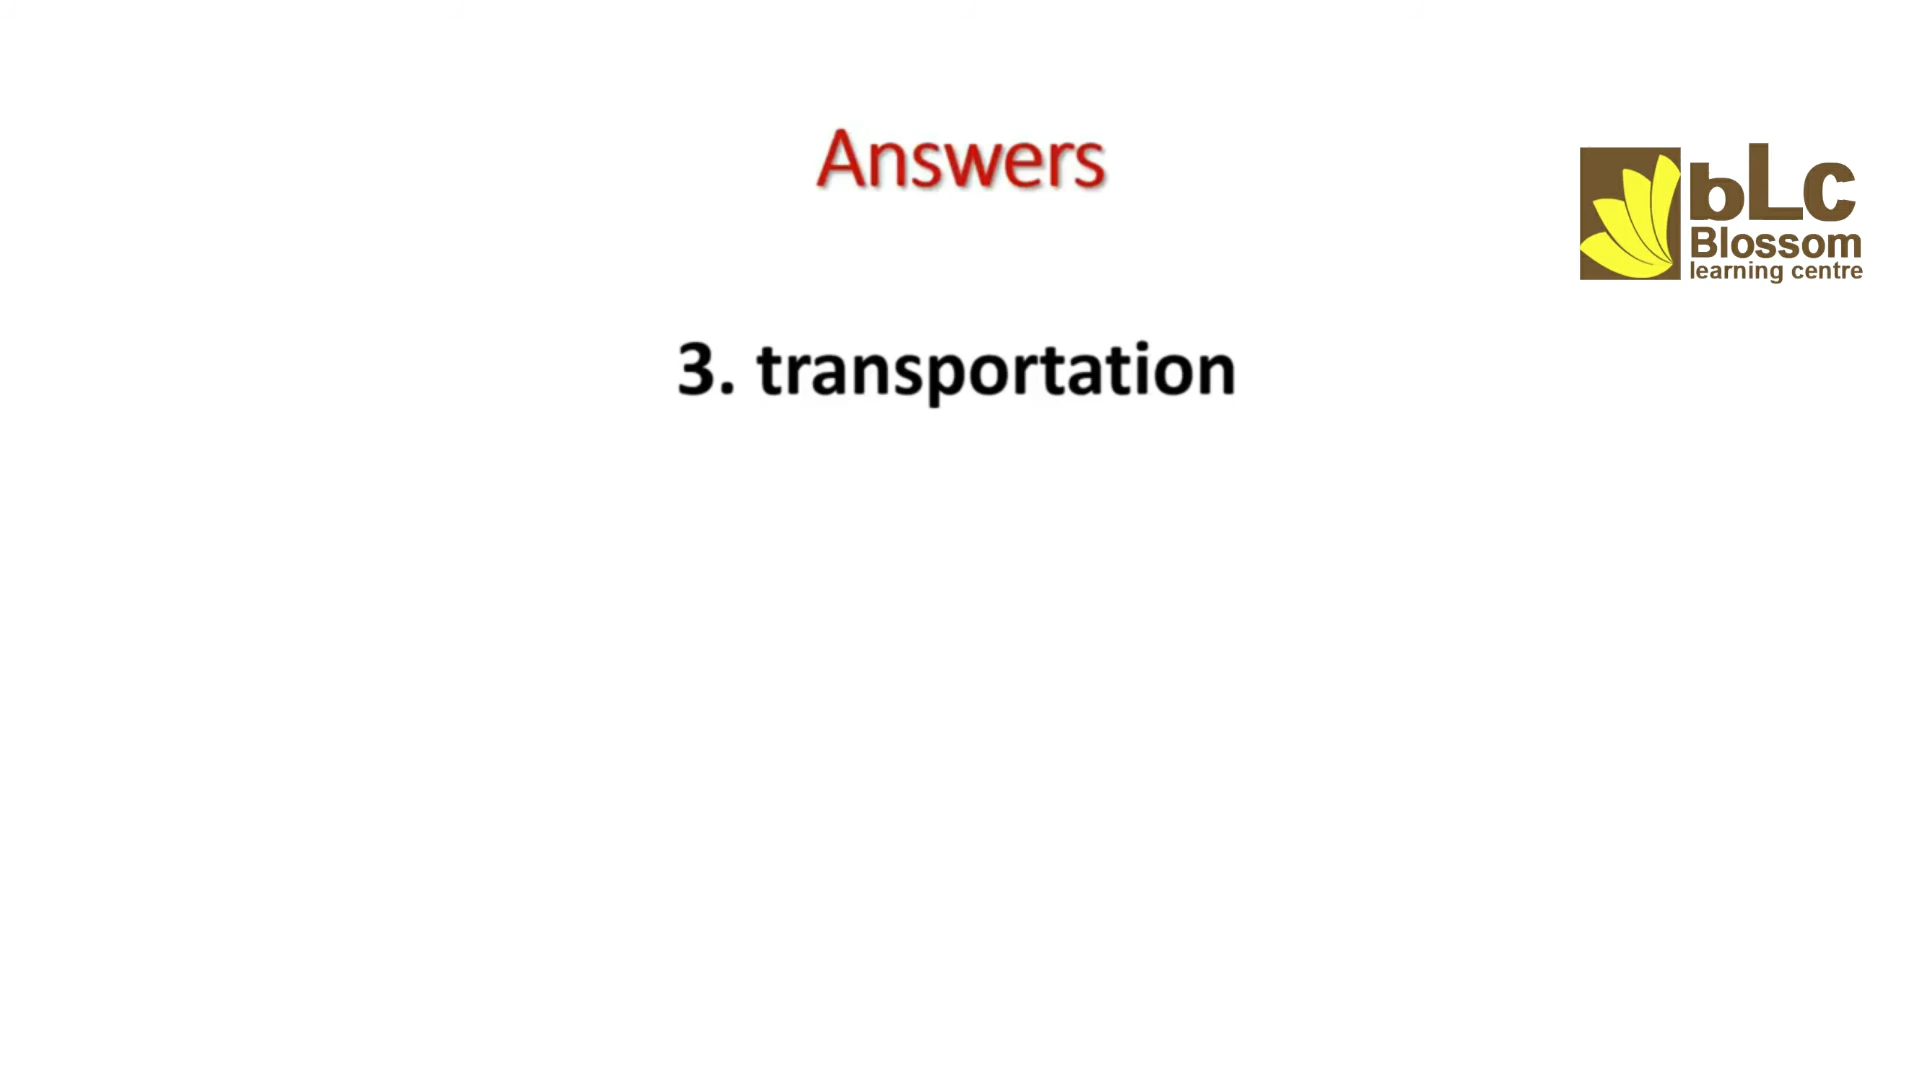 Answers
bLc
Blossom
learning centre
3. transportation